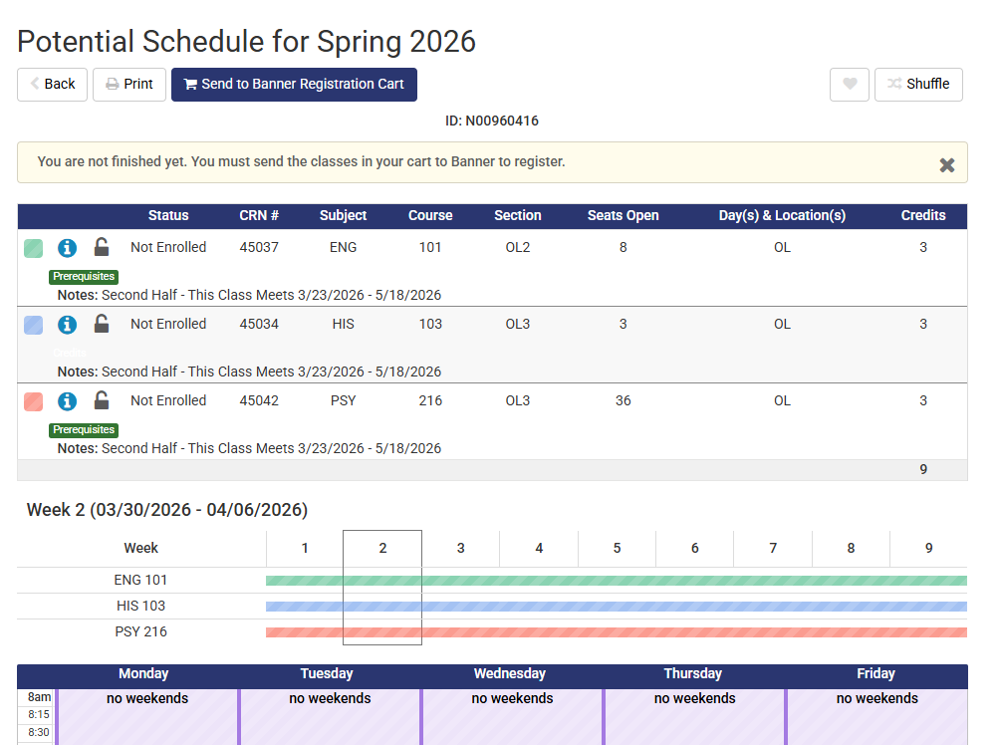 Potential Schedule for Spring 2026
Back Print Send to Banner Registration Cart Shuffle
ID: N00960416
You are not finished yet. You must send the classes in your cart to Banner to register.
Status CRN # Subject Course Section Seats Open Day(s) & Location(s) Credits
Not Enrolled 45037 ENG 101 OL2 8 OL 3
Prerequisites
Notes: Second Half - This Class Meets 3/23/2026 - 5/18/2026
Not Enrolled 45034 HIS 103 OL3 3 OL 3
Credits
Notes: Second Half - This Class Meets 3/23/2026 - 5/18/2026
Not Enrolled 45042 PSY 216 OL3 36 OL 3
Prerequisites
Notes: Second Half - This Class Meets 3/23/2026 - 5/18/2026
9
Week 2 (03/30/2026 - 04/06/2026)
Week 1 2 3 4 5 6 7 8 9
ENG 101
HIS 103
PSY 216
Monday Tuesday Wednesday Thursday Friday
8am no weekends no weekends no weekends no weekends no weekends
8:15
8:30